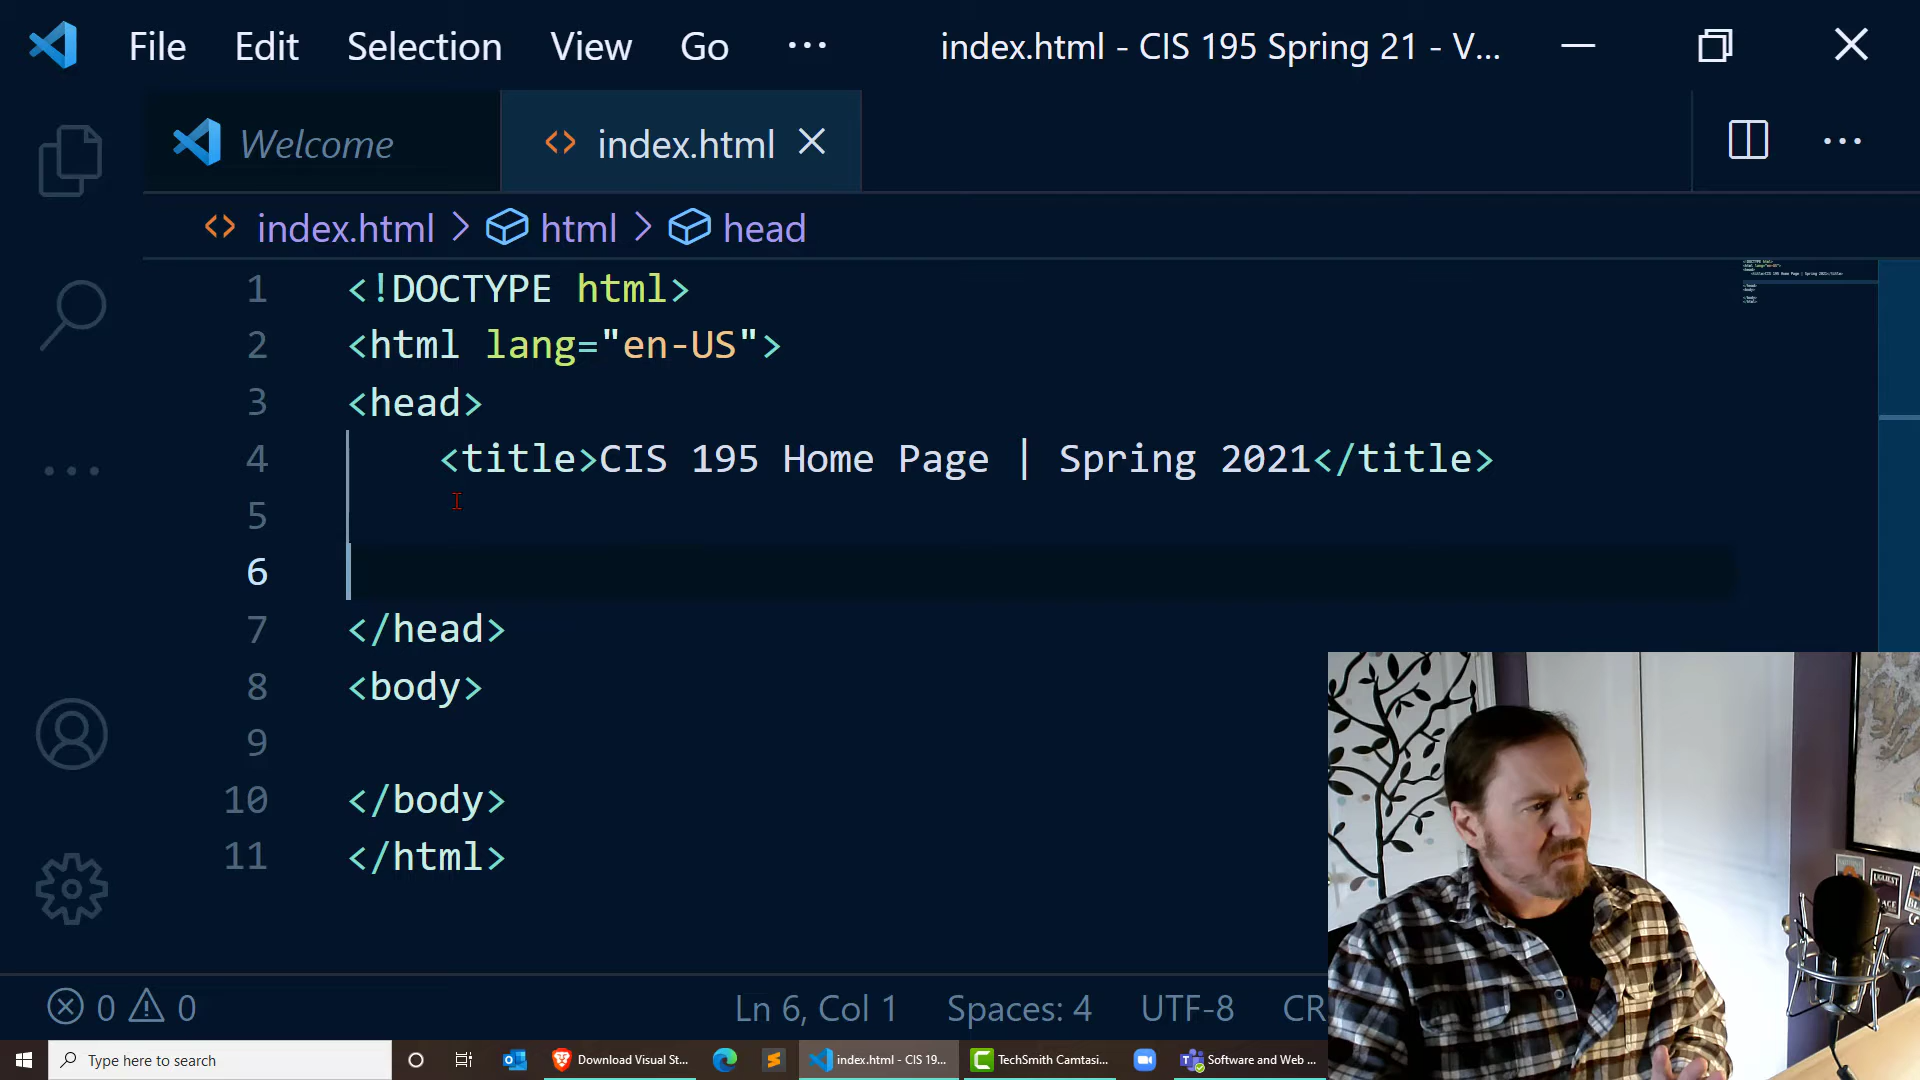 File Edit Selection View Go ··· index.html - CIS 195 Spring 21 - V...
Welcome index.html
index.html > html > head
1 <!DOCTYPE html>
2 <html lang="en-US">
3 <head>
4 <title>CIS 195 Home Page | Spring 2021</title>
5
6
7 </head>
8 <body>
9
10 </body>
11 </html>
0 0 Ln 6, Col 1 Spaces: 4 UTF-8 CR
Type here to search Download Visual St... index.html - CIS 19... TechSmith Camtasi... Software and Web ...
UGLIEST